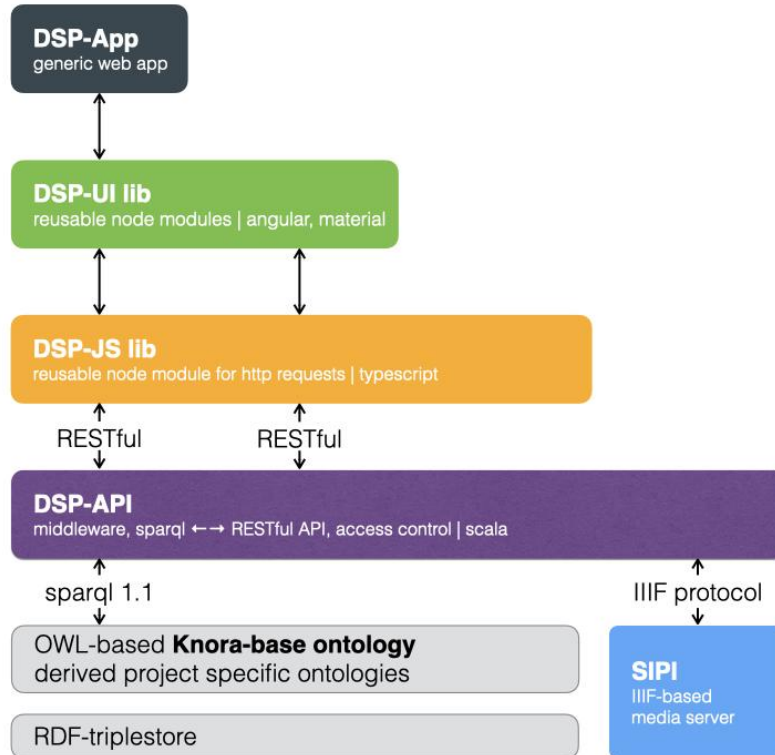 DSP-App
generic web app
DSP-UI lib
reusable node modules | angular, material
DSP-JS lib
reusable node module for http requests | typescript
RESTful
RESTful
DSP-API
middleware, sparql ←→ RESTful API, access control | scala
sparql 1.1
IIIF protocol
OWL-based Knora-base ontology
derived project specific ontologies
SIPI
IIIF-based
media server
RDF-triplestore